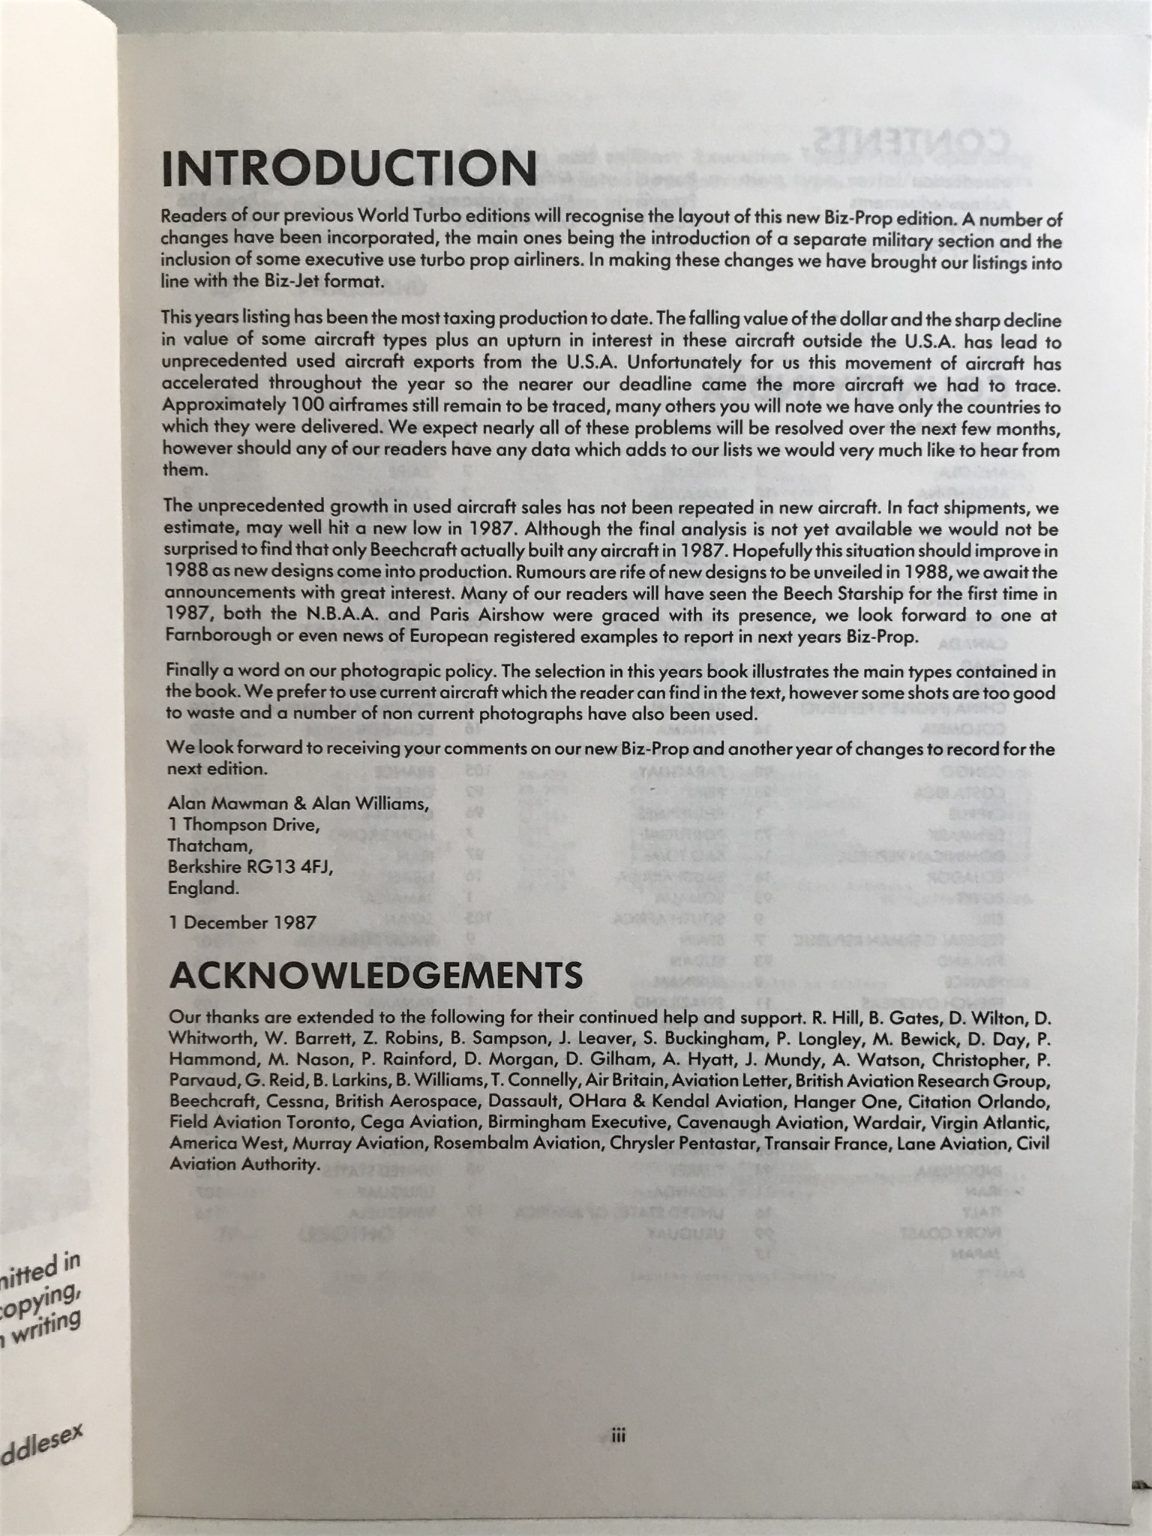 INTRODUCTION
Readers of our previous World Turbo editions will recognise the layout of this new Biz-Prop edition. A number of
changes have been incorporated, the main ones being the introduction of a separate military section and the
inclusion of some executive use turbo prop airliners. In making these changes we have brought our listings into
line with the Biz-Jet format.
This years listing has been the most taxing production to date. The falling value of the dollar and the sharp decline
in value of some aircraft types plus an upturn in interest in these aircraft outside the U.S.A. has lead to
unprecedented used aircraft exports from the U.S.A. Unfortunately for us this movement of aircraft has
accelerated throughout the year so the nearer our deadline came the more aircraft we had to trace.
Approximately 100 airframes still remain to be traced, many others you will note we have only the countries to
which they were delivered. We expect nearly all of these problems will be resolved over the next few months,
however should any of our readers have any data which adds to our lists we would very much like to hear from
them.
The unprecedented growth in used aircraft sales has not been repeated in new aircraft. In fact shipments, we
estimate, may well hit a new low in 1987. Although the final analysis is not yet available we would not be
surprised to find that only Beechcraft actually built any aircraft in 1987. Hopefully this situation should improve in
1988 as new designs come into production. Rumours are rife of new designs to be unveiled in 1988, we await the
announcements with great interest. Many of our readers will have seen the Beech Starship for the first time in
1987, both the N.B.A.A. and Paris Airshow were graced with its presence, we look forward to one at
Farnborough or even news of European registered examples to report in next years Biz-Prop.
Finally a word on our photograpic policy. The selection in this years book illustrates the main types contained in
the book. We prefer to use current aircraft which the reader can find in the text, however some shots are too good
to waste and a number of non current photographs have also been used.
We look forward to receiving your comments on our new Biz-Prop and another year of changes to record for the
next edition.
Alan Mawman & Alan Williams,
1 Thompson Drive,
Thatcham,
Berkshire RG13 4FJ,
England.
1 December 1987
ACKNOWLEDGEMENTS
Our thanks are extended to the following for their continued help and support. R. Hill, B. Gates, D. Wilton, D.
Whitworth, W. Barrett, Z. Robins, B. Sampson, J. Leaver, S. Buckingham, P. Longley, M. Bewick, D. Day, P.
Hammond, M. Nason, P. Rainford, D. Morgan, D. Gilham, A. Hyatt, J. Mundy, A. Watson, Christopher, P.
Parvaud, G. Reid, B. Larkins, B. Williams, T. Connelly, Air Britain, Aviation Letter, British Aviation Research Group,
Beechcraft, Cessna, British Aerospace, Dassault, OHara & Kendal Aviation, Hanger One, Citation Orlando,
Field Aviation Toronto, Cega Aviation, Birmingham Executive, Cavenaugh Aviation, Wardair, Virgin Atlantic,
America West, Murray Aviation, Rosembalm Aviation, Chrysler Pentastar, Transair France, Lane Aviation, Civil
Aviation Authority.
iii
mitted in
copying,
writing
ddlesex